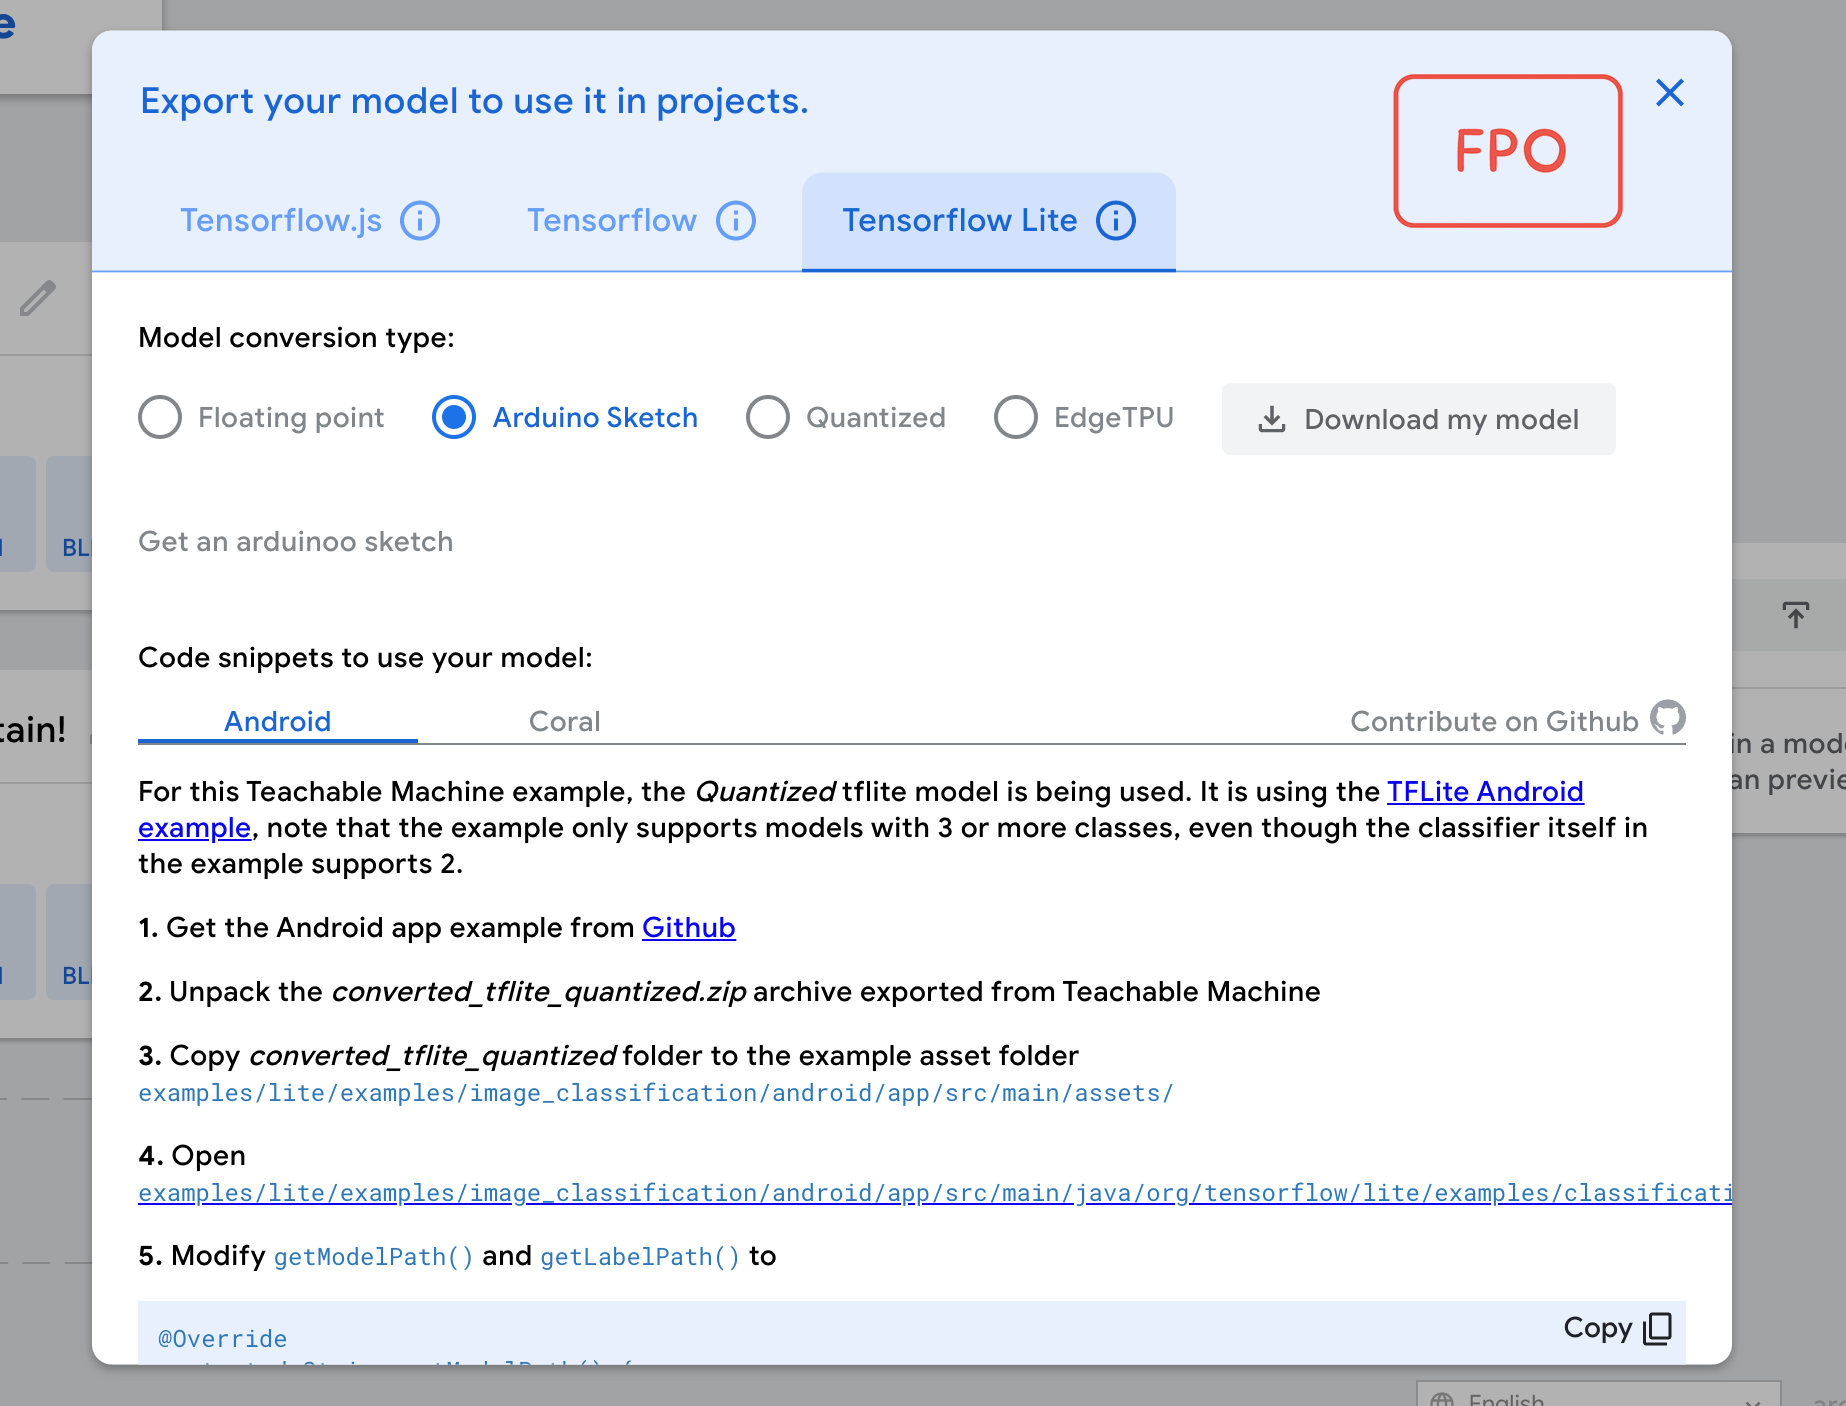 Export your model to use it in projects.
FPO
Tensorflow.js
Tensorflow
Tensorflow Lite
Model conversion type:
Floating point
Arduino Sketch
Quantized
EdgeTPU
Download my model
Get an arduinoo sketch
Code snippets to use your model:
Android
Coral
Contribute on Github
For this Teachable Machine example, the Quantized tflite model is being used. It is using the TFLite Android
example, note that the example only supports models with 3 or more classes, even though the classifier itself in
the example supports 2.
1. Get the Android app example from Github
2. Unpack the converted_tflite_quantized.zip archive exported from Teachable Machine
3. Copy converted_tflite_quantized folder to the example asset folder
examples/lite/examples/image_classification/android/app/src/main/assets/
4. Open
examples/lite/examples/image_classification/android/app/src/main/java/org/tensorflow/lite/examples/classificati
5. Modify getModelPath() and getLabelPath() to
@Override
Copy
tain!
BL
BL
in a mod
an previe
English